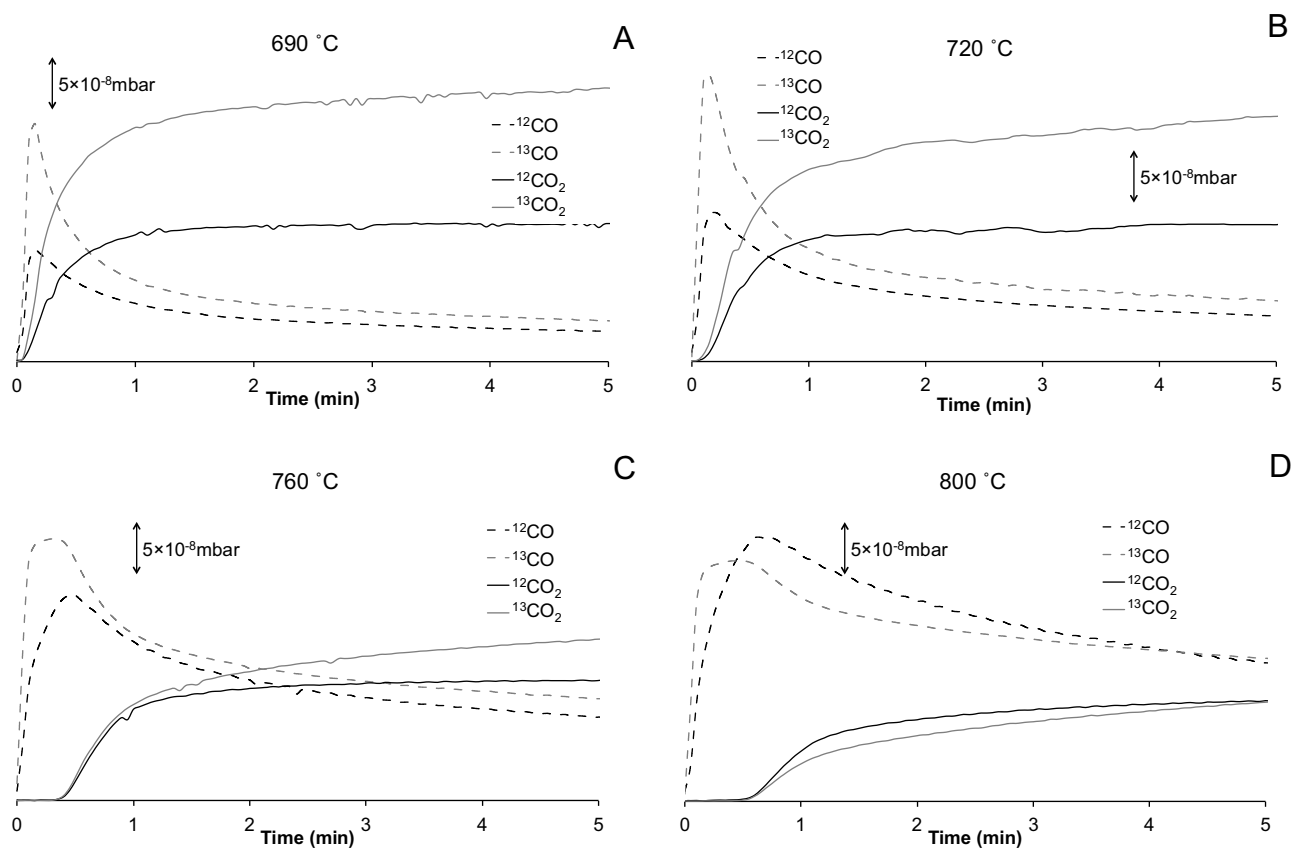 690 ˚C
A
5×10⁻⁸mbar
¹²CO
¹³CO
¹²CO₂
¹³CO₂
0 1 2 3 4 5
Time (min)
720 ˚C
B
¹²CO
¹³CO
¹²CO₂
¹³CO₂
5×10⁻⁸mbar
0 1 2 3 4 5
Time (min)
760 ˚C
C
5×10⁻⁸mbar
¹²CO
¹³CO
¹²CO₂
¹³CO₂
0 1 2 3 4 5
Time (min)
800 ˚C
D
5×10⁻⁸mbar
¹²CO
¹³CO
¹²CO₂
¹³CO₂
0 1 2 3 4 5
Time (min)